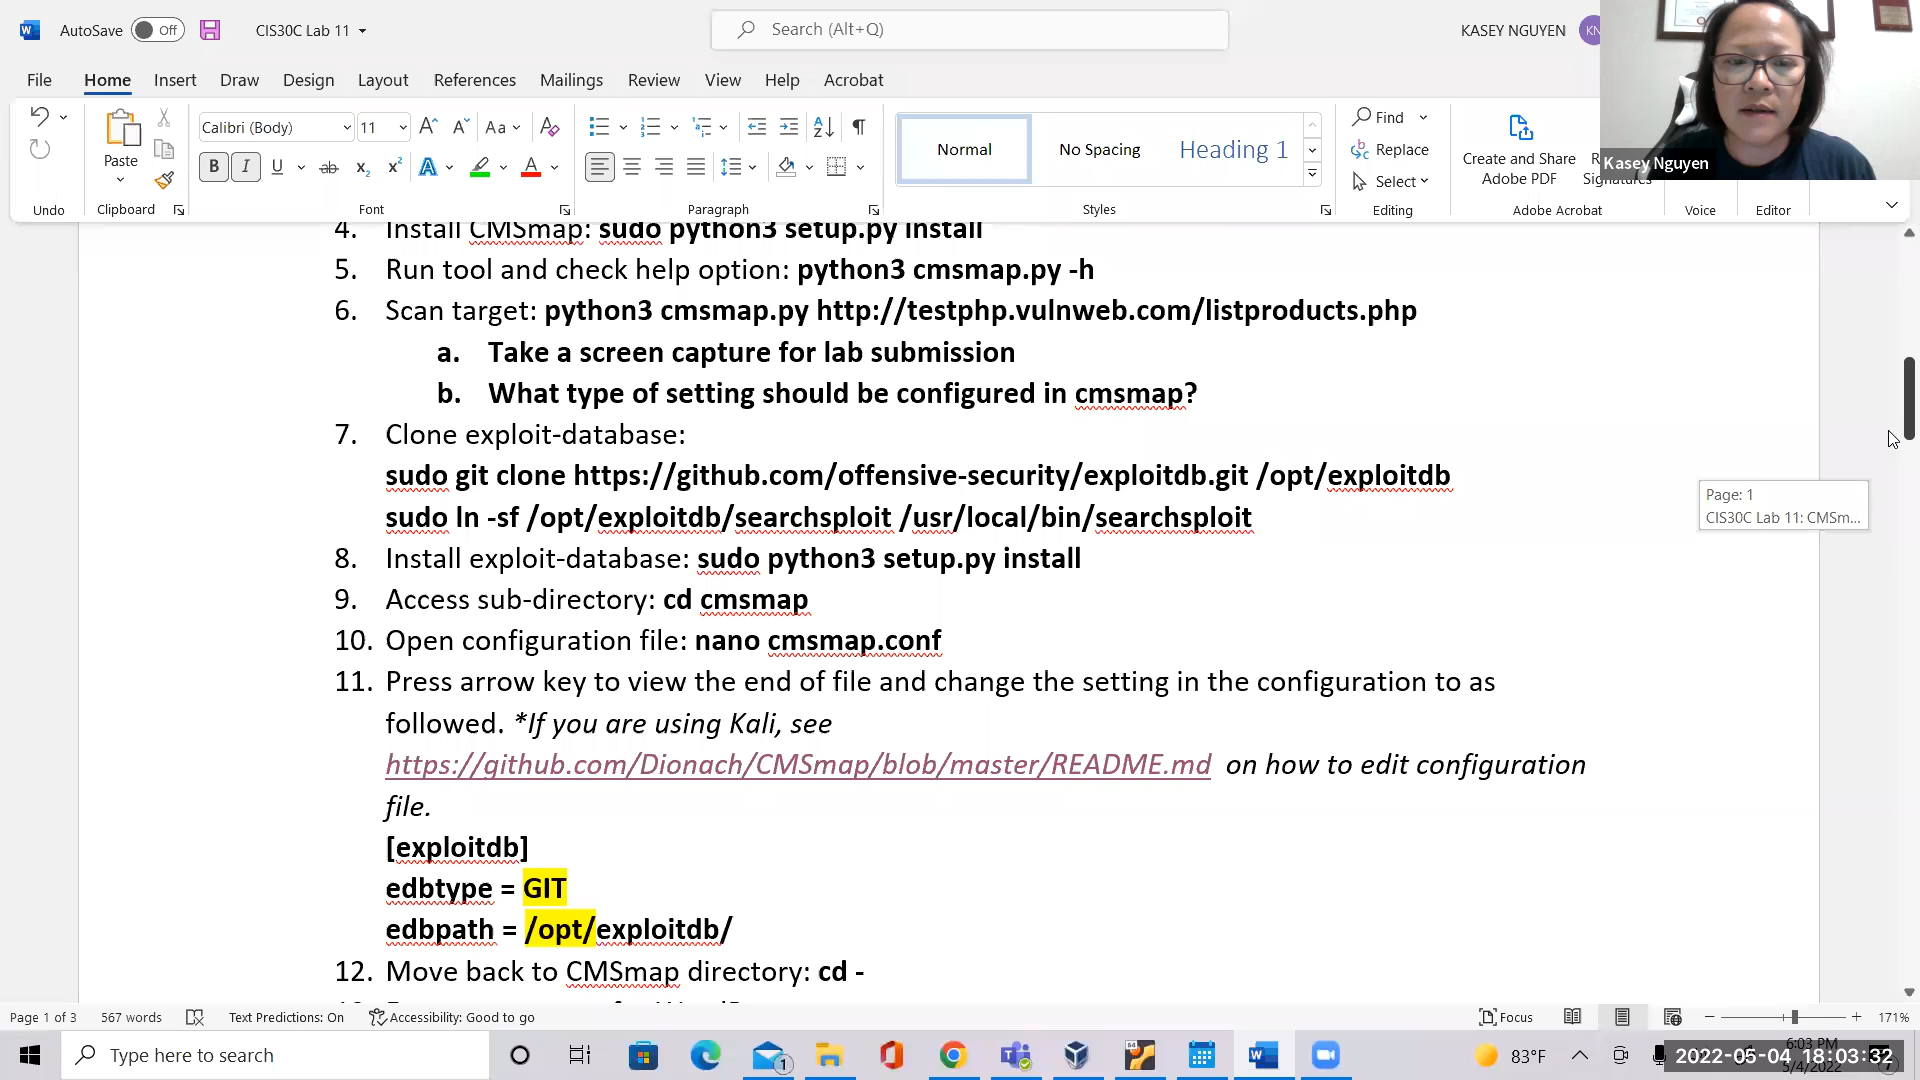 AutoSave Off CIS30C Lab 11 Search (Alt+Q) KASEY NGUYEN KN
File Home Insert Draw Design Layout References Mailings Review View Help Acrobat
Calibri (Body) 11 Aa Find
Paste Normal No Spacing Heading 1 Replace
B I U ab Select
Create and Share
Adobe PDF
Kasey Nguyen
Undo Clipboard Font Paragraph Styles Editing Adobe Acrobat Voice Editor
4. Install CMSmap: sudo python3 setup.py install
5. Run tool and check help option: python3 cmsmap.py -h
6. Scan target: python3 cmsmap.py http://testphp.vulnweb.com/listproducts.php
a. Take a screen capture for lab submission
b. What type of setting should be configured in cmsmap?
7. Clone exploit-database:
sudo git clone https://github.com/offensive-security/exploitdb.git /opt/exploitdb
sudo ln -sf /opt/exploitdb/searchsploit /usr/local/bin/searchsploit
8. Install exploit-database: sudo python3 setup.py install
9. Access sub-directory: cd cmsmap
10. Open configuration file: nano cmsmap.conf
11. Press arrow key to view the end of file and change the setting in the configuration to as
followed. *If you are using Kali, see
https://github.com/Dionach/CMSmap/blob/master/README.md on how to edit configuration
file.
[exploitdb]
edbtype = GIT
edbpath = /opt/exploitdb/
12. Move back to CMSmap directory: cd -
Page: 1
CIS30C Lab 11: CMSm...
Page 1 of 3 567 words Text Predictions: On Accessibility: Good to go Focus 171%
Type here to search 83°F 6:03 PM
2022-05-04 18:03:32
5/4/2022